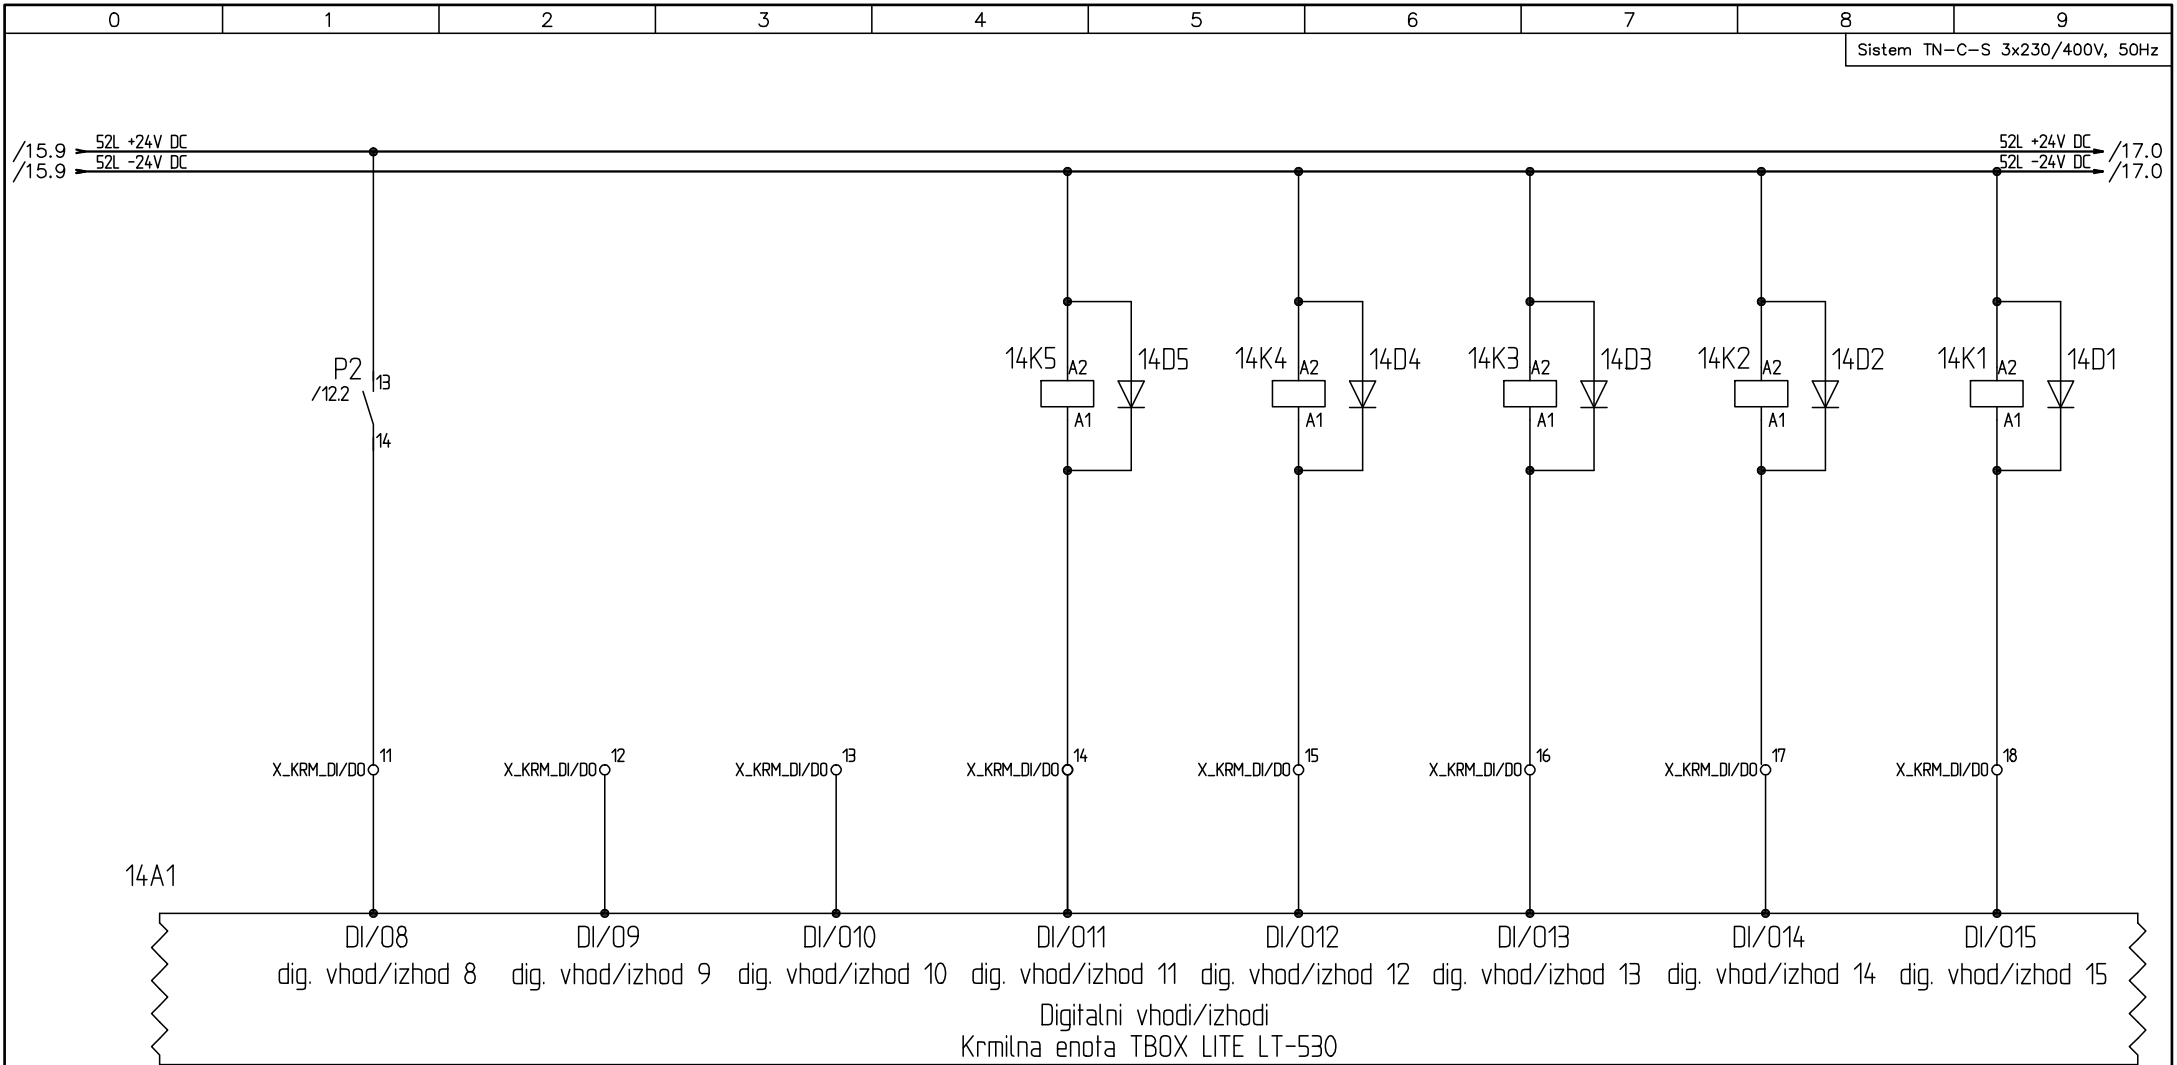 0 1 2 3 4 5 6 7 8 9
Sistem TN-C-S 3x230/400V, 50Hz
/15.9 52L +24V DC 52L +24V DC /17.0
/15.9 52L -24V DC 52L -24V DC /17.0
14K5 A2 14D5 14K4 A2 14D4 14K3 A2 14D3 14K2 A2 14D2 14K1 A2 14D1
P2 13
/12.2
A1 A1 A1 A1 A1
14
11 12 13 14 15 16 17 18
X_KRM_DI/DO X_KRM_DI/DO X_KRM_DI/DO X_KRM_DI/DO X_KRM_DI/DO X_KRM_DI/DO X_KRM_DI/DO X_KRM_DI/DO
14A1
DI/O8 DI/O9 DI/O10 DI/O11 DI/O12 DI/O13 DI/O14 DI/O15
dig. vhod/izhod 8 dig. vhod/izhod 9 dig. vhod/izhod 10 dig. vhod/izhod 11 dig. vhod/izhod 12 dig. vhod/izhod 13 dig. vhod/izhod 14 dig. vhod/izhod 15
Digitalni vhodi/izhodi
Krmilna enota TBOX LITE LT-530